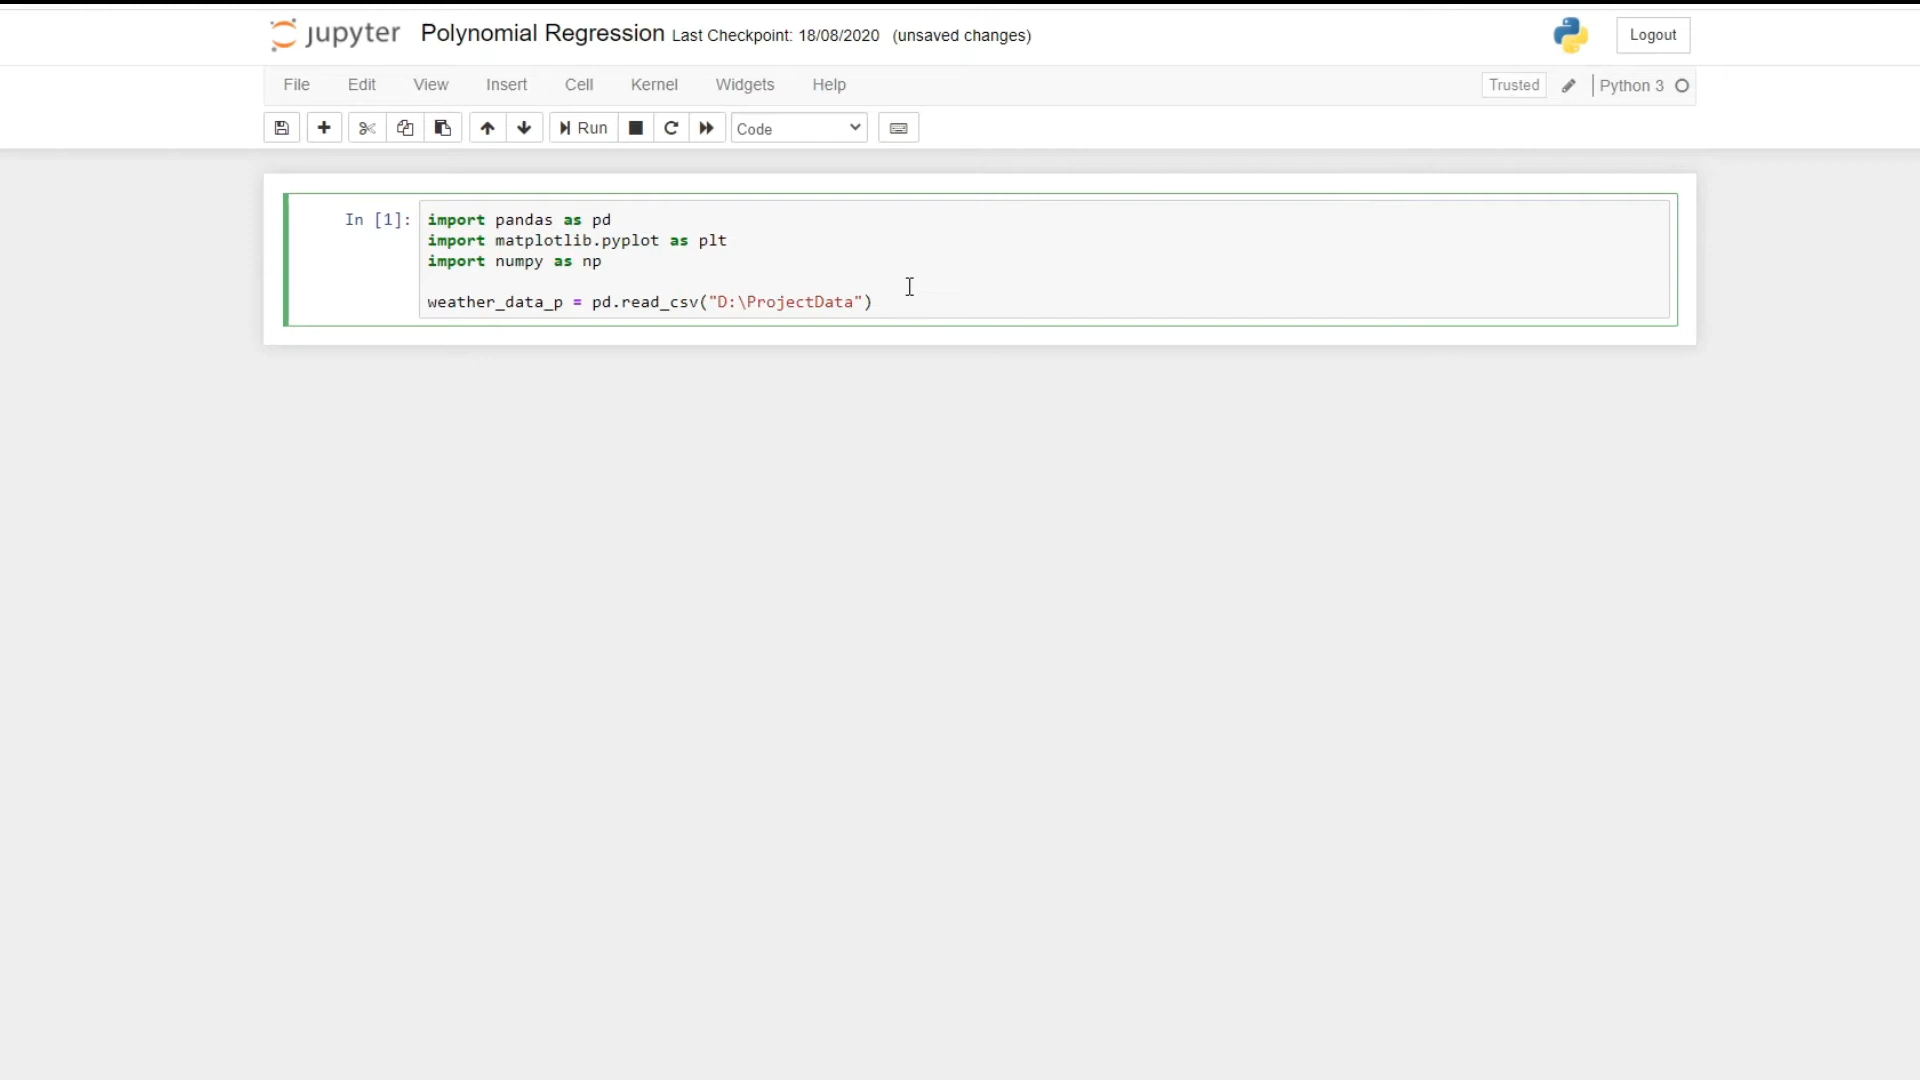 jupyter Polynomial Regression Last Checkpoint: 18/08/2020 (unsaved changes) Logout
File Edit View Insert Cell Kernel Widgets Help Trusted Python 3
Run Code
In [1]: import pandas as pd
import matplotlib.pyplot as plt
import numpy as np
weather_data_p = pd.read_csv("D:\ProjectData")